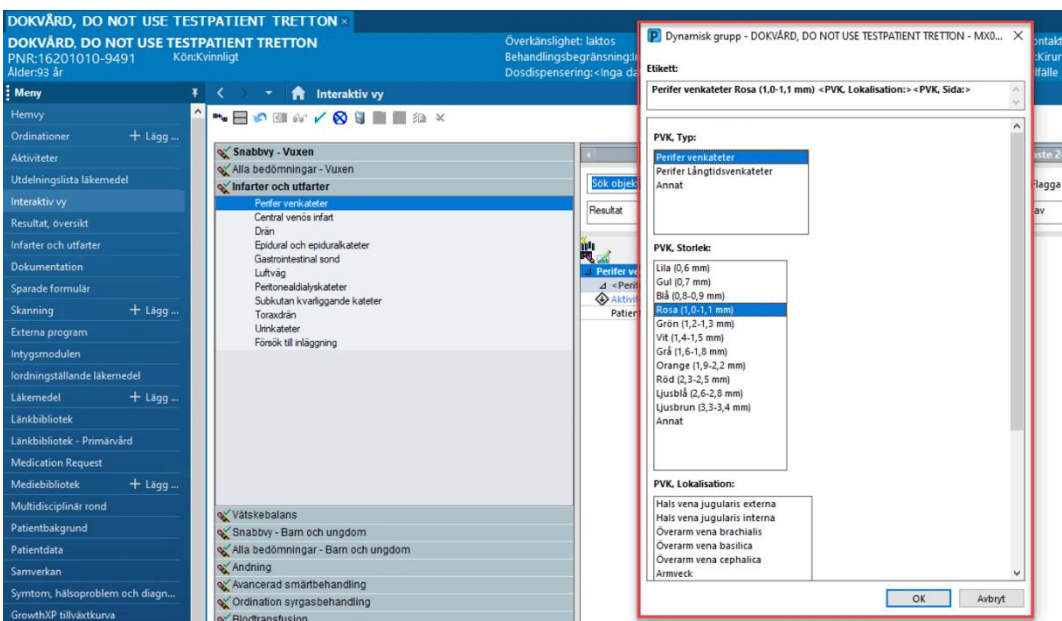 DOKVÅRD, DO NOT USE TESTPATIENT TRETTON ×
DOKVÅRD, DO NOT USE TESTPATIENT TRETTON
PNR:16201010-9491 Kön:Kvinnligt
Ålder:93 år
Överkänslighet: laktos
Behandlingsbegränsning:
Dosdispensering:<Inga
Meny
Hemvy
Ordinationer + Lägg ...
Aktiviteter
Utdelningslista läkemedel
Interaktiv vy
Resultat, översikt
Infarter och utfarter
Dokumentation
Sparade formulär
Skanning + Lägg ...
Externa program
Intygsmodulen
Iordningställande läkemedel
Läkemedel + Lägg ...
Länkbibliotek
Länkbibliotek - Primärvård
Medication Request
Mediebibliotek + Lägg ...
Multidisciplinär rond
Patientbakgrund
Patientdata
Samverkan
Symtom, hälsoproblem och diagn...
GrowthXP tillväxtkurva
Interaktiv vy
Snabbvy - Vuxen
Alla bedömningar - Vuxen
Infarter och utfarter
Perifer venkateter
Central venös infart
Drän
Epidural och epiduralkateter
Gastrointestinal sond
Luftväg
Peritonealdialyskateter
Subkutan kvarliggande kateter
Toraxdrän
Urinkateter
Försök till inläggning
Vätskebalans
Snabbvy - Barn och ungdom
Alla bedömningar - Barn och ungdom
Andning
Avancerad smärtbehandling
Ordination syrgasbehandling
Blodtransfusion
Sök objek
Resultat
Perifer ve
<Perif
Aktivit
Patien
Dynamisk grupp - DOKVÅRD, DO NOT USE TESTPATIENT TRETTON - MX0... ×
Etikett:
Perifer venkateter Rosa (1,0-1,1 mm) <PVK, Lokalisation:> <PVK, Sida:>
PVK, Typ:
Perifer venkateter
Perifer Långtidsvenkateter
Annat
PVK, Storlek:
Lila (0,6 mm)
Gul (0,7 mm)
Blå (0,8-0,9 mm)
Rosa (1,0-1,1 mm)
Grön (1,2-1,3 mm)
Vit (1,4-1,5 mm)
Grå (1,6-1,8 mm)
Orange (1,9-2,2 mm)
Röd (2,3-2,5 mm)
Ljusblå (2,6-2,8 mm)
Ljusbrun (3,3-3,4 mm)
Annat
PVK, Lokalisation:
Hals vena jugularis externa
Hals vena jugularis interna
Överarm vena brachialis
Överarm vena basilica
Överarm vena cephalica
Armveck
OK Avbryt
ontakt
:Kirur
lfälle
Flagga
av